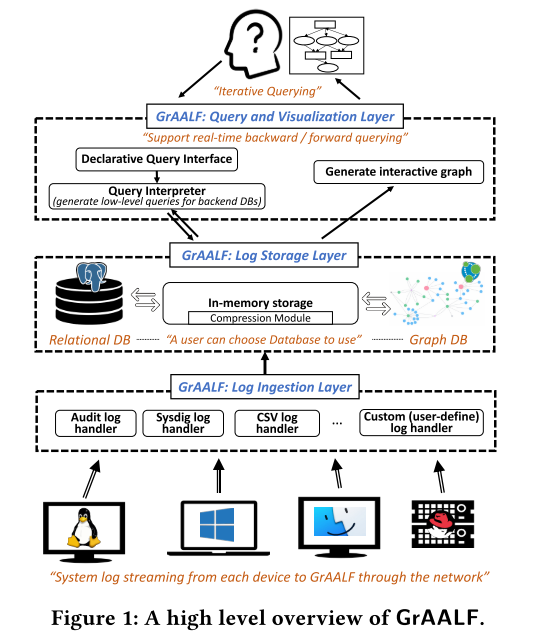 ?
"Iterative Querying"
GrAALF: Query and Visualization Layer
"Support real-time backward / forward querying"
Declarative Query Interface
Generate interactive graph
Query Interpreter
(generate low-level queries for backend DBs)
GrAALF: Log Storage Layer
In-memory storage
Compression Module
Relational DB
"A user can choose Database to use"
Graph DB
GrAALF: Log Ingestion Layer
Audit log
handler
Sysdig log
handler
CSV log
handler
...
Custom (user-define)
log handler
"System log streaming from each device to GrAALF through the network"
Figure 1: A high level overview of GrAALF.